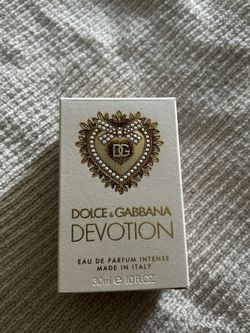 DG
DOLCE & GABBANA
DEVOTION
EAU DE PARFUM INTENSE
MADE IN ITALY
30ml ℮ 1.0 FL.OZ.